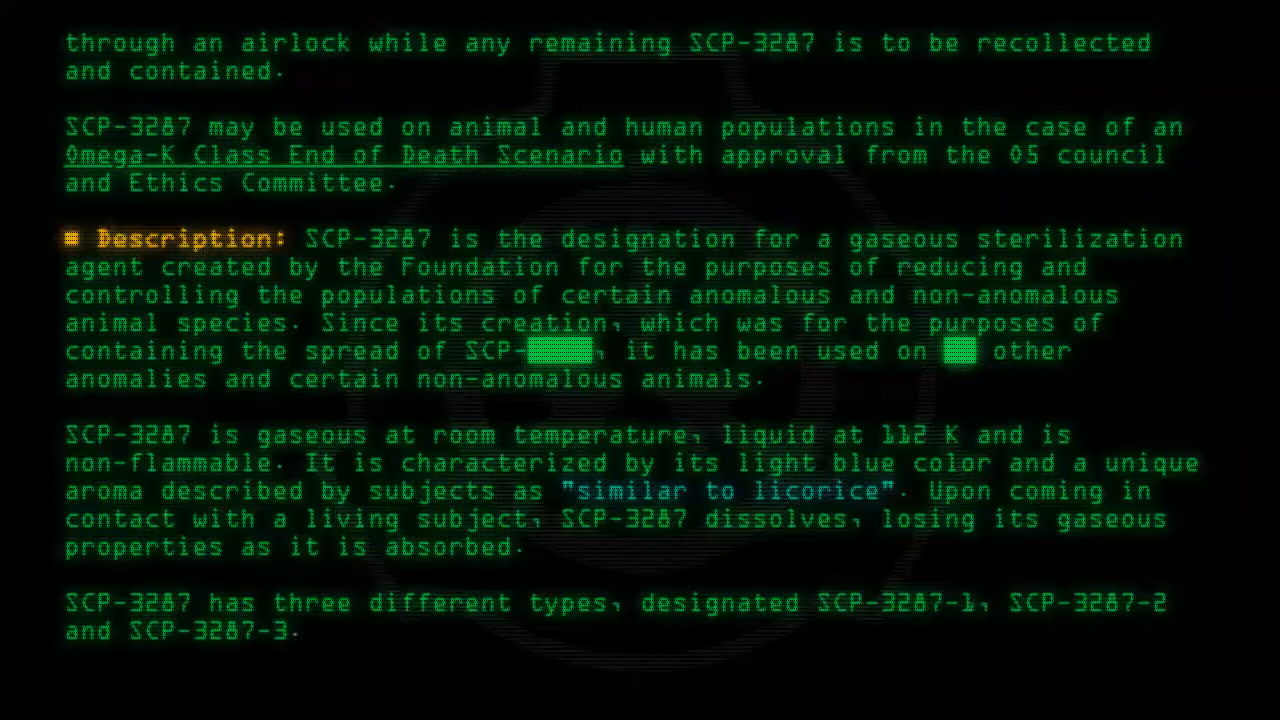 through an airlock while any remaining SCP-3287 is to be recollected
and contained.
SCP-3287 may be used on animal and human populations in the case of an
Omega-K Class End of Death Scenario with approval from the O5 council
and Ethics Committee.
■ Description: SCP-3287 is the designation for a gaseous sterilization
agent created by the Foundation for the purposes of reducing and
controlling the populations of certain anomalous and non-anomalous
animal species. Since its creation, which was for the purposes of
containing the spread of SCP-████, it has been used on ██ other
anomalies and certain non-anomalous animals.
SCP-3287 is gaseous at room temperature, liquid at 112 K and is
non-flammable. It is characterized by its light blue color and a unique
aroma described by subjects as "similar to licorice". Upon coming in
contact with a living subject, SCP-3287 dissolves, losing its gaseous
properties as it is absorbed.
SCP-3287 has three different types, designated SCP-3287-1, SCP-3287-2
and SCP-3287-3.